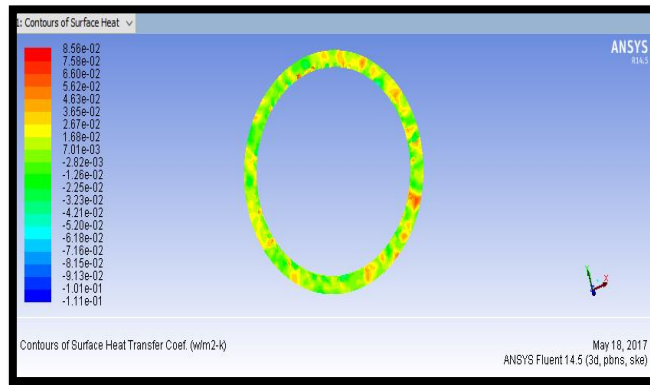 1: Contours of Surface Heat
ANSYS
R14.5
8.56e-02
7.58e-02
6.60e-02
5.62e-02
4.63e-02
3.65e-02
2.67e-02
1.68e-02
7.01e-03
-2.82e-03
-1.26e-02
-2.25e-02
-3.23e-02
-4.21e-02
-5.20e-02
-6.18e-02
-7.16e-02
-8.15e-02
-9.13e-02
-1.01e-01
-1.11e-01
Contours of Surface Heat Transfer Coef. (w/m2-k)
May 18, 2017
ANSYS Fluent 14.5 (3d, pbns, ske)